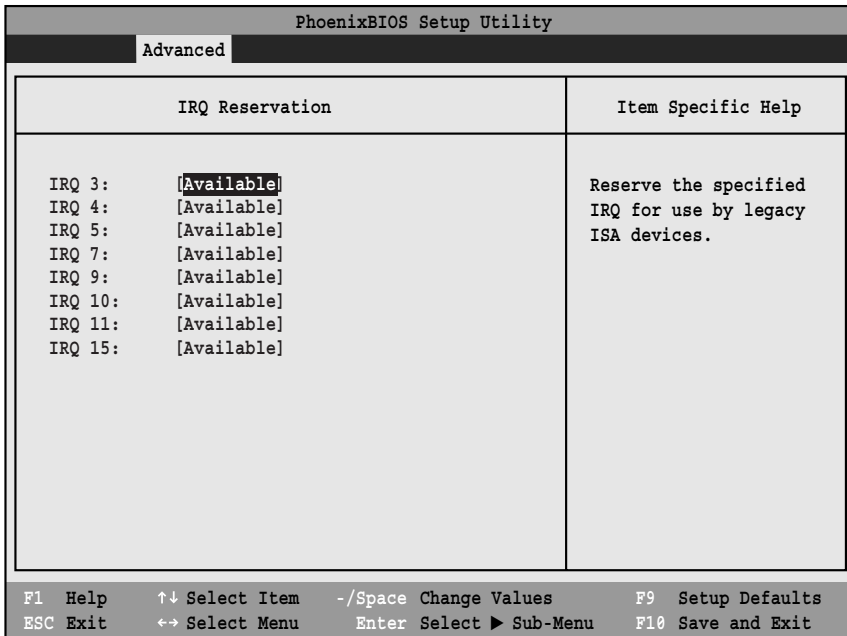 PhoenixBIOS Setup Utility
Advanced
IRQ Reservation
Item Specific Help
IRQ 3: [Available]
IRQ 4: [Available]
IRQ 5: [Available]
IRQ 7: [Available]
IRQ 9: [Available]
IRQ 10: [Available]
IRQ 11: [Available]
IRQ 15: [Available]
Reserve the specified
IRQ for use by legacy
ISA devices.
F1 Help ↑↓ Select Item -/Space Change Values F9 Setup Defaults
ESC Exit ←→ Select Menu Enter Select ▶ Sub-Menu F10 Save and Exit